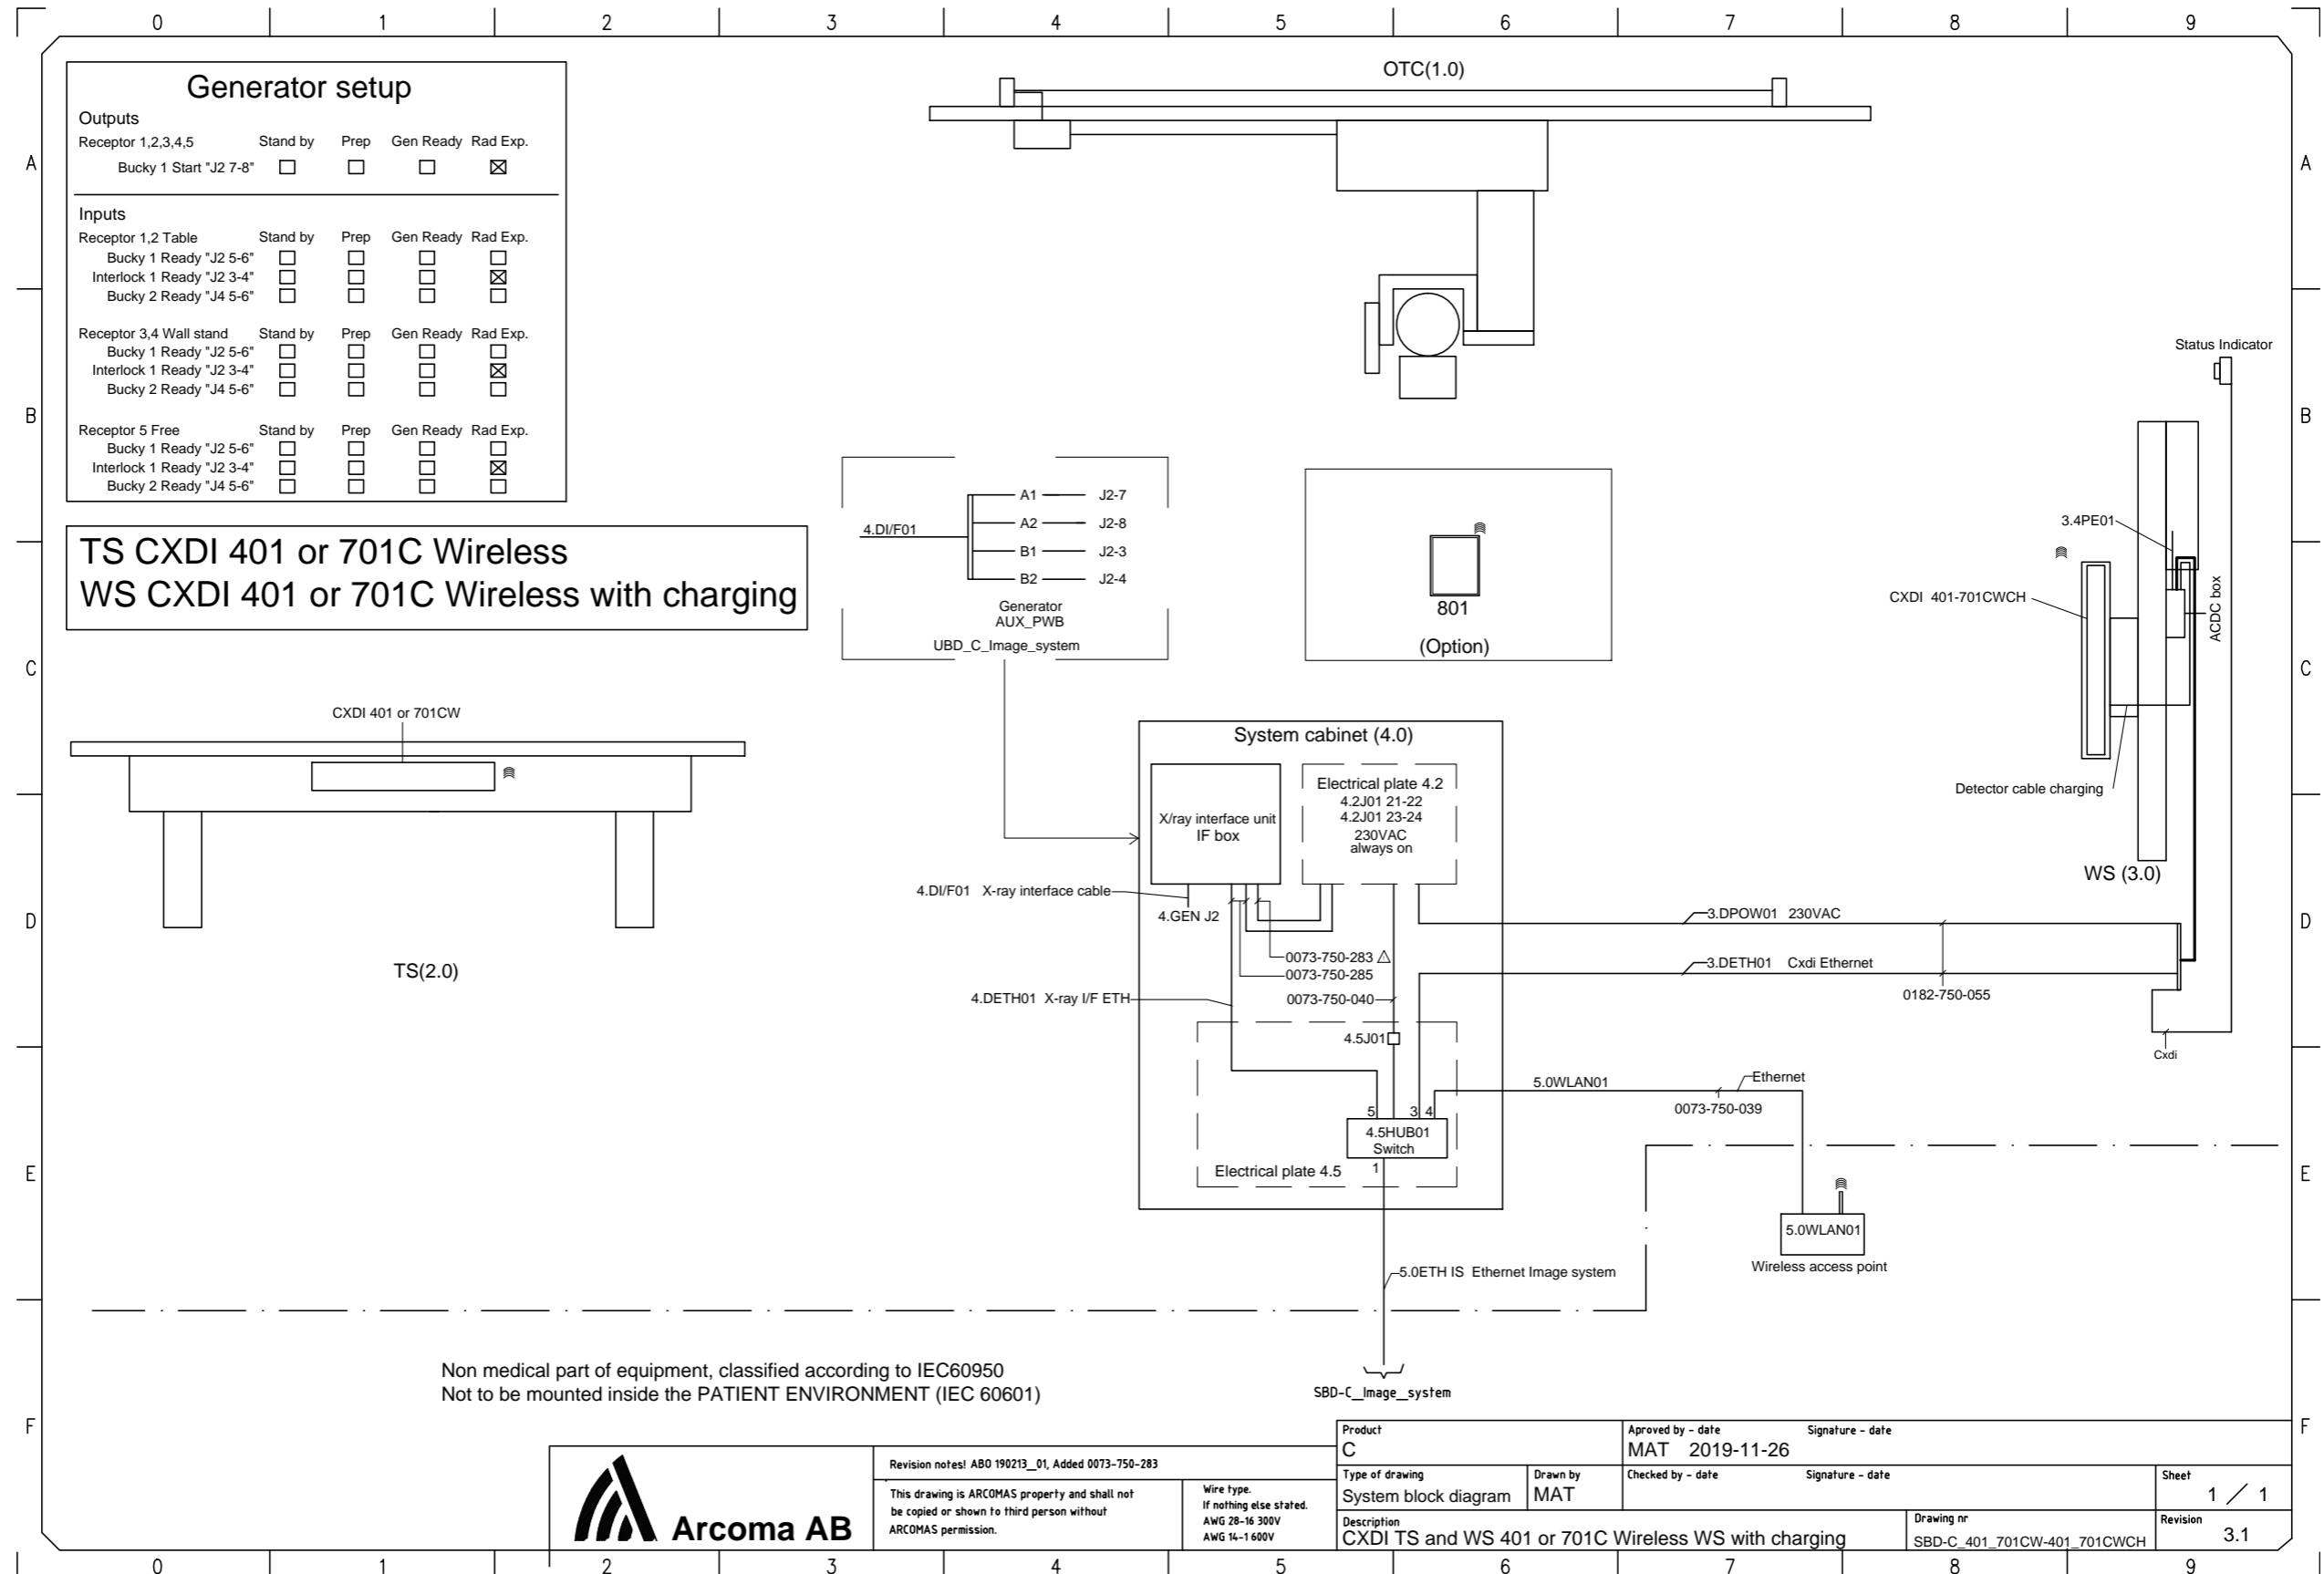 0 1 2 3 4 5 6 7 8 9
A
B
C
D
E
F
A
B
C
D
E
F
Generator setup
Outputs
Receptor 1,2,3,4,5 Stand by Prep Gen Ready Rad Exp.
Bucky 1 Start "J2 7-8"
Inputs
Receptor 1,2 Table Stand by Prep Gen Ready Rad Exp.
Bucky 1 Ready "J2 5-6"
Interlock 1 Ready "J2 3-4"
Bucky 2 Ready "J4 5-6"
Receptor 3,4 Wall stand Stand by Prep Gen Ready Rad Exp.
Bucky 1 Ready "J2 5-6"
Interlock 1 Ready "J2 3-4"
Bucky 2 Ready "J4 5-6"
Receptor 5 Free Stand by Prep Gen Ready Rad Exp.
Bucky 1 Ready "J2 5-6"
Interlock 1 Ready "J2 3-4"
Bucky 2 Ready "J4 5-6"
TS CXDI 401 or 701C Wireless
WS CXDI 401 or 701C Wireless with charging
OTC(1.0)
4.DI/F01
A1 J2-7
A2 J2-8
B1 J2-3
B2 J2-4
Generator
AUX_PWB
UBD_C_Image_system
801
(Option)
Status Indicator
3.4PE01
CXDI 401-701CWCH
ACDC box
Detector cable charging
WS (3.0)
CXDI 401 or 701CW
TS(2.0)
System cabinet (4.0)
X/ray interface unit
IF box
Electrical plate 4.2
4.2J01 21-22
4.2J01 23-24
230VAC
always on
4.DI/F01 X-ray interface cable
4.GEN J2
0073-750-283
0073-750-285
4.DETH01 X-ray I/F ETH
0073-750-040
4.5J01
3.DPOW01 230VAC
3.DETH01 Cxdi Ethernet
0182-750-055
Cxdi
5.0WLAN01
Ethernet
0073-750-039
5 3 4
4.5HUB01
Switch
1
Electrical plate 4.5
5.0WLAN01
Wireless access point
5.0ETH IS Ethernet Image system
SBD-C_Image_system
Non medical part of equipment, classified according to IEC60950
Not to be mounted inside the PATIENT ENVIRONMENT (IEC 60601)
Arcoma AB
Revision notes! ABO 190213_01, Added 0073-750-283
This drawing is ARCOMAS property and shall not
be copied or shown to third person without
ARCOMAS permission.
Wire type.
If nothing else stated.
AWG 28-16 300V
AWG 14-1 600V
Product
C
Aproved by - date Signature - date
MAT 2019-11-26
Type of drawing
System block diagram
Drawn by
MAT
Checked by - date Signature - date
Sheet
1 / 1
Description
CXDI TS and WS 401 or 701C Wireless WS with charging
Drawing nr
SBD-C_401_701CW-401_701CWCH
Revision
3.1
0 1 2 3 4 5 6 7 8 9